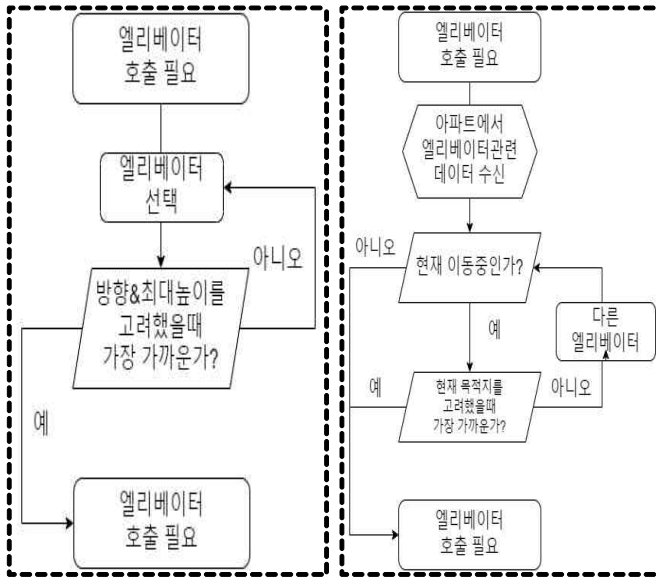 엘리베이터
호출 필요
엘리베이터
선택
아니오
방향&최대높이를
고려했을때
가장 가까운가?
예
엘리베이터
호출 필요
엘리베이터
호출 필요
아파트에서
엘리베이터관련
데이터 수신
아니오
현재 이동중인가?
예
다른
엘리베이터
예
현재 목적지를
고려했을때
가장 가까운가?
아니오
엘리베이터
호출 필요